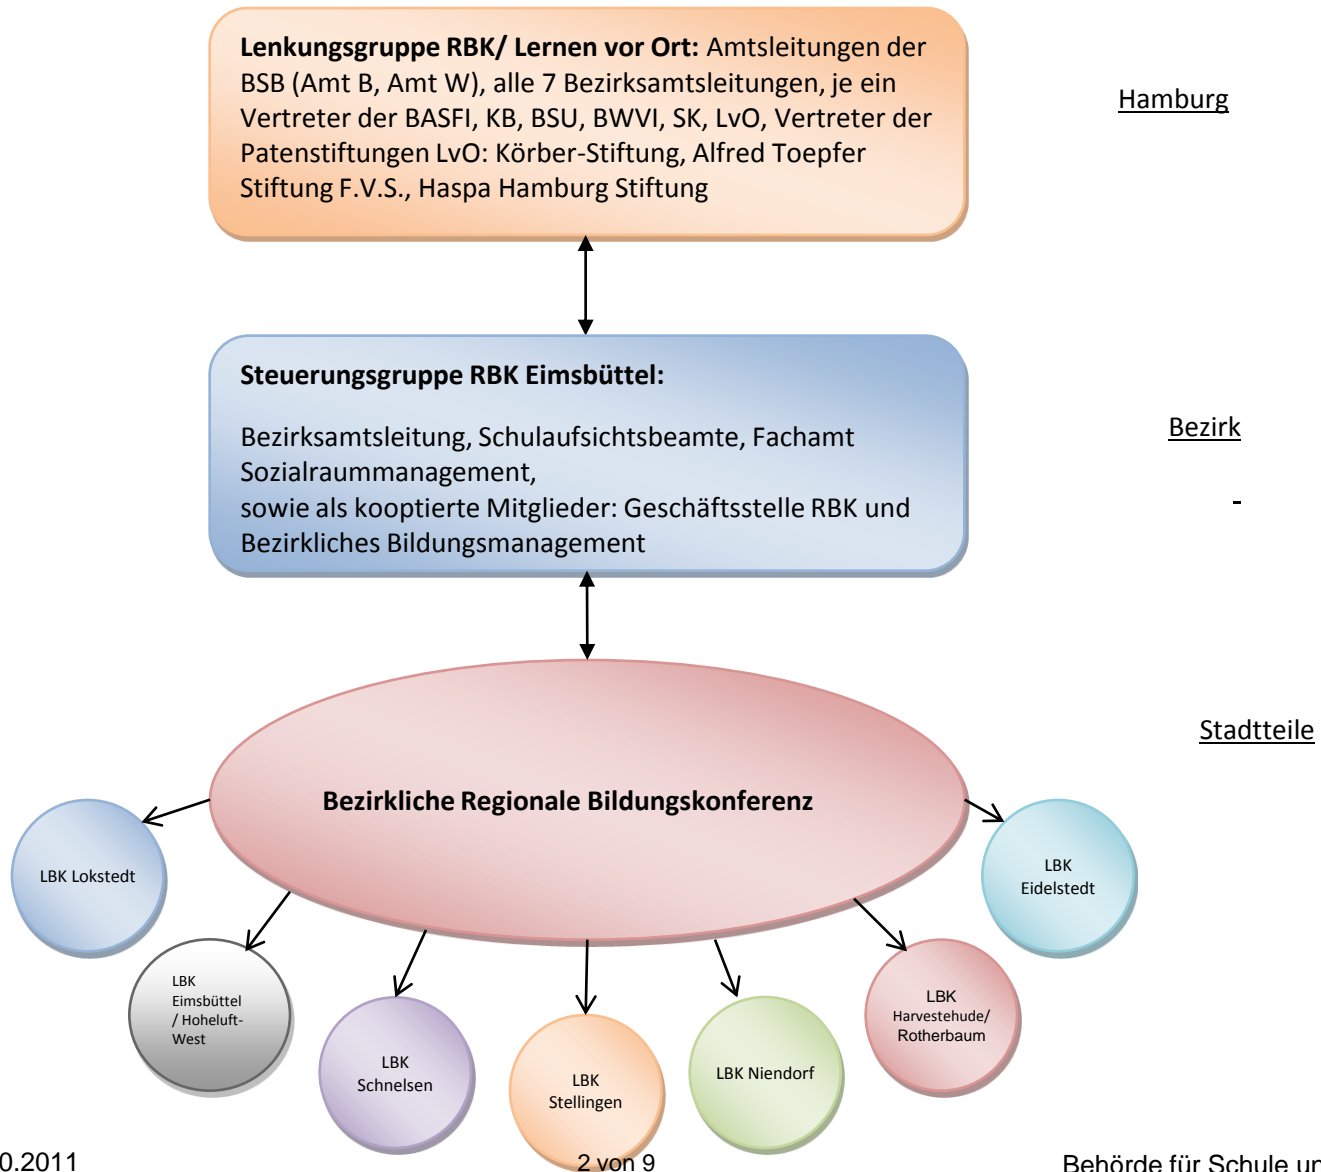 Lenkungsgruppe RBK/ Lernen vor Ort: Amtsleitungen der
BSB (Amt B, Amt W), alle 7 Bezirksamtsleitungen, je ein
Vertreter der BASFI, KB, BSU, BWVI, SK, LvO, Vertreter der
Patenstiftungen LvO: Körber-Stiftung, Alfred Toepfer
Stiftung F.V.S., Haspa Hamburg Stiftung
Hamburg
Steuerungsgruppe RBK Eimsbüttel:
Bezirksamtsleitung, Schulaufsichtsbeamte, Fachamt
Sozialraummanagement,
sowie als kooptierte Mitglieder: Geschäftsstelle RBK und
Bezirkliches Bildungsmanagement
Bezirk
-
Stadtteile
Bezirkliche Regionale Bildungskonferenz
LBK Lokstedt
LBK
Eimsbüttel
/ Hoheluft-
West
LBK
Schnelsen
LBK
Stellingen
LBK Niendorf
LBK
Harvestehude/
Rotherbaum
LBK
Eidelstedt
0.2011
2 von 9
Behörde für Schule un